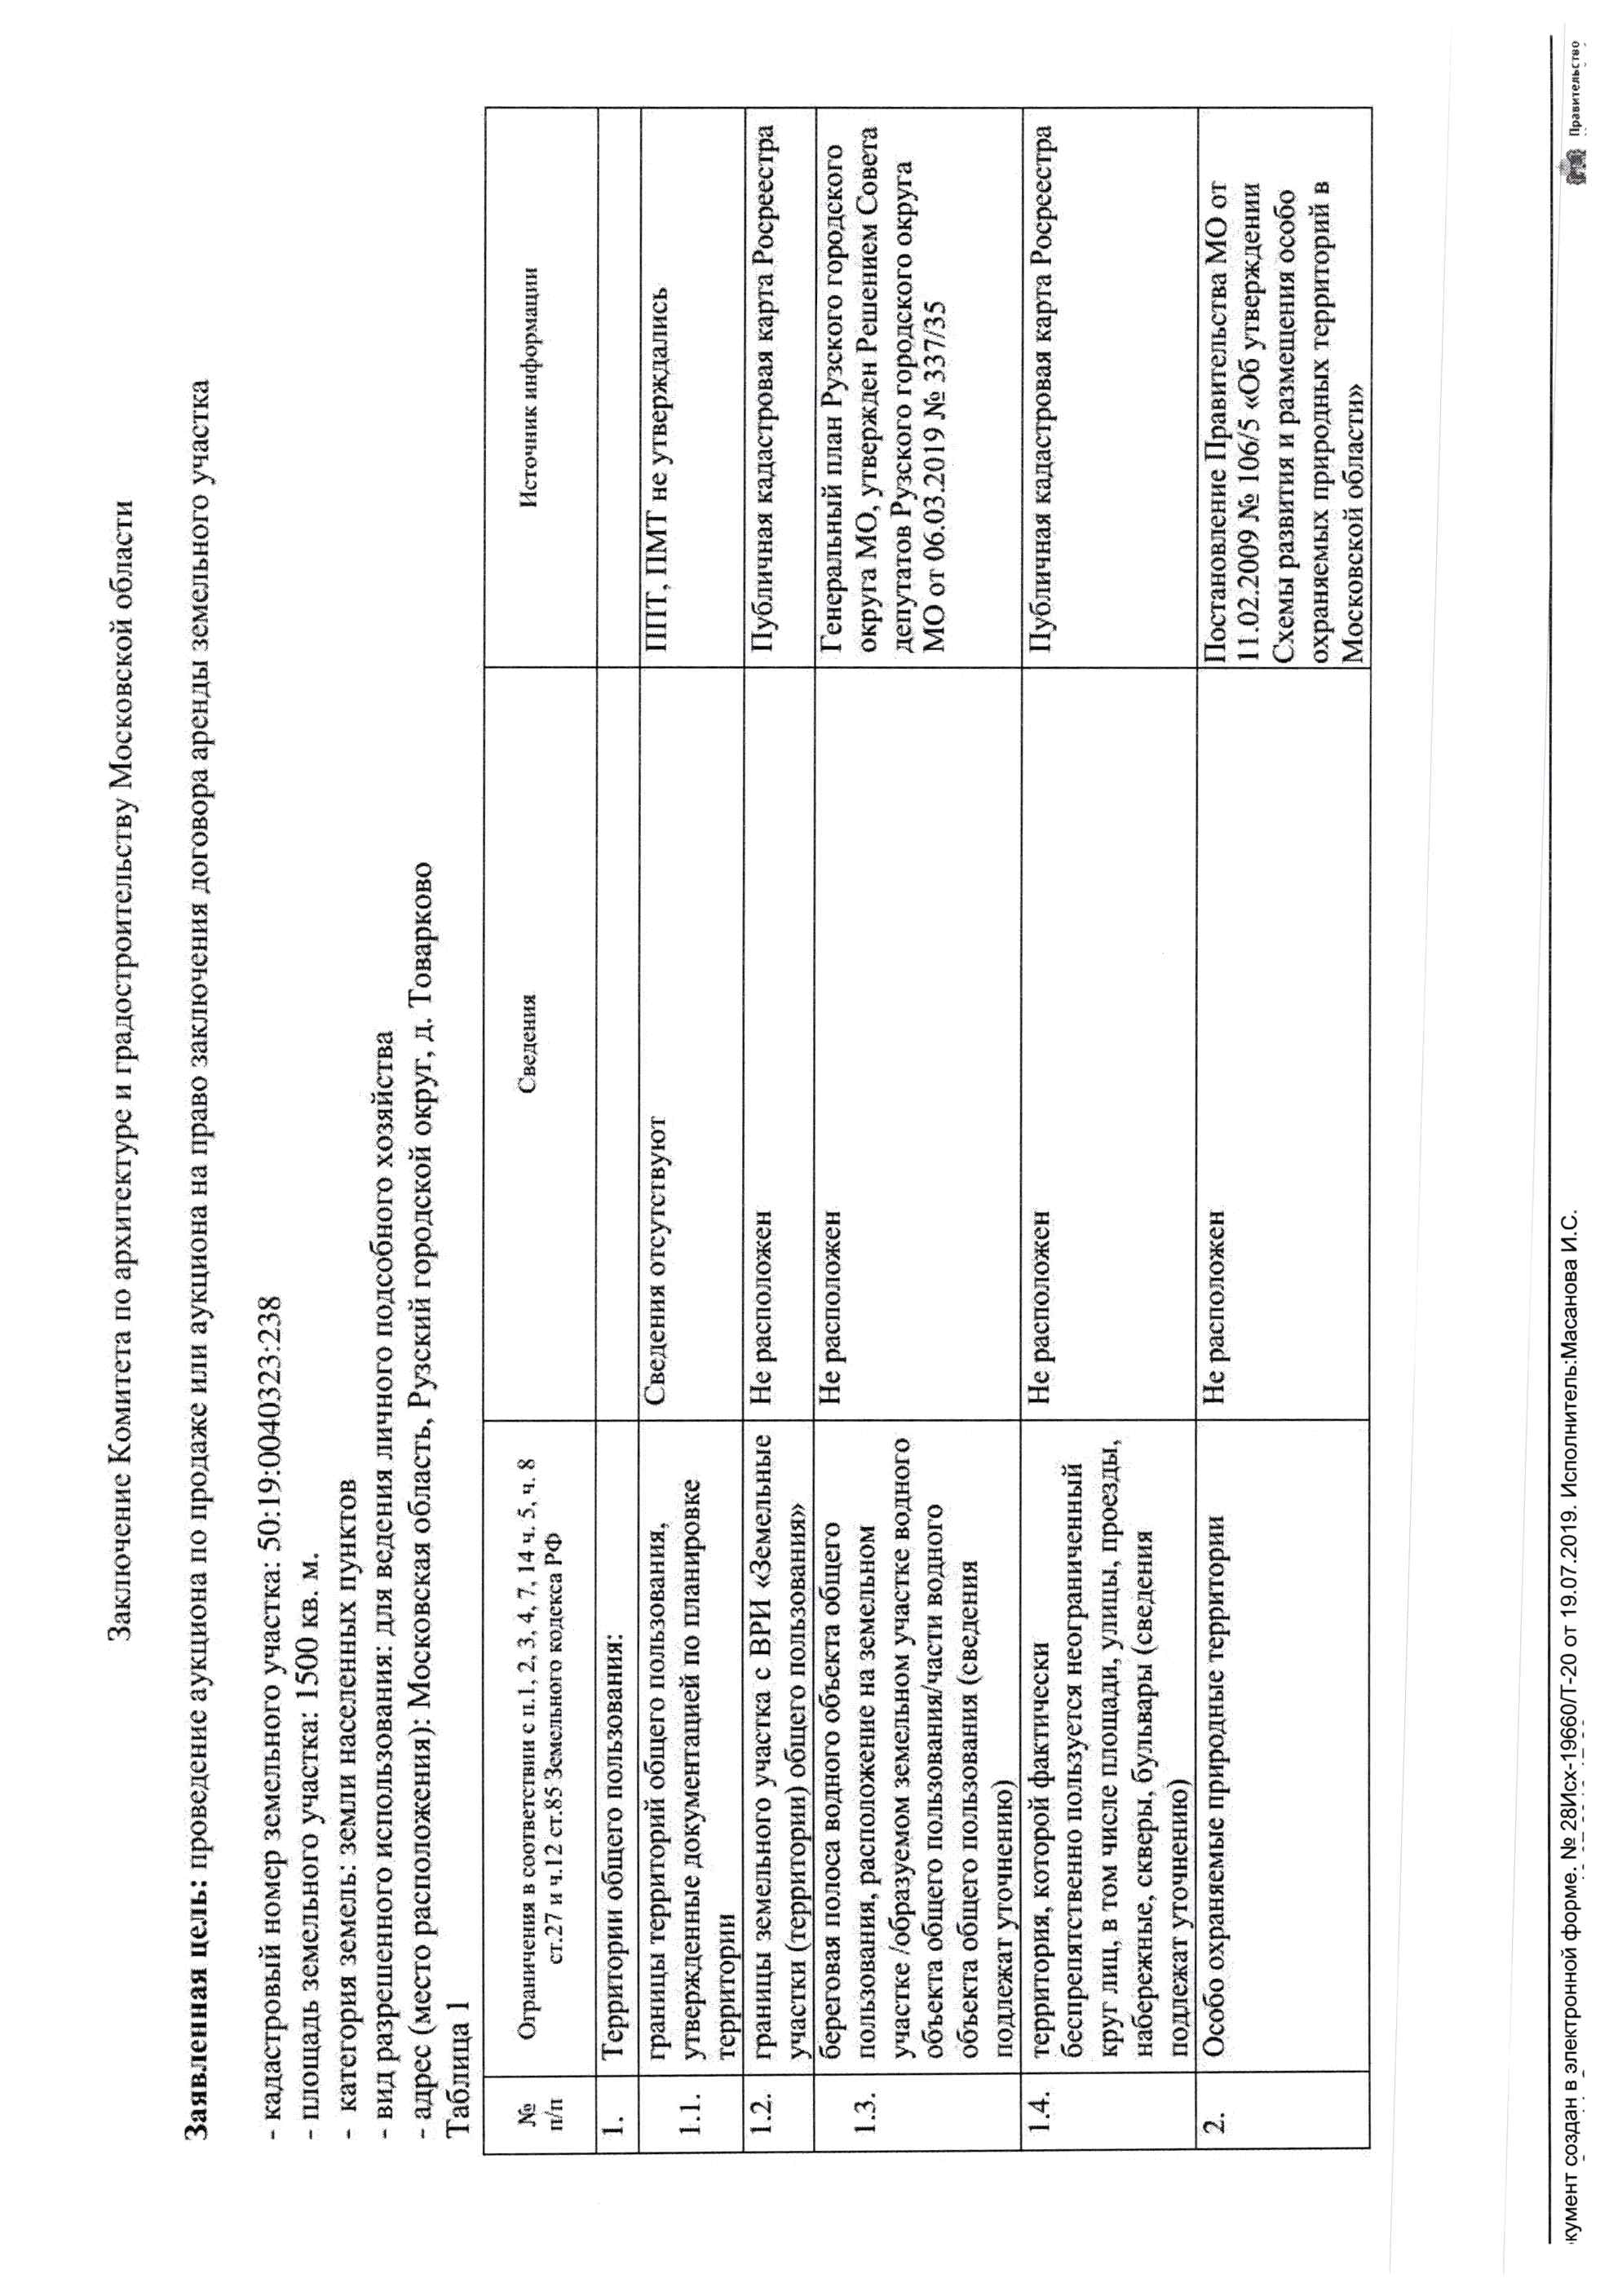 Заключение Комитета по архитектуре и градостроительству Московской области
Заявленная цель: проведение аукциона по продаже или аукциона на право заключения договора аренды земельного участка
- кадастровый номер земельного участка: 50:19:0040323:238
- площадь земельного участка: 1500 кв. м.
- категория земель: земли населенных пунктов
- вид разрешенного использования: для ведения личного подсобного хозяйства
- адрес (место расположения): Московская область, Рузский городской округ, д. Товарково
Таблица 1
№
п/п
Ограничения в соответствии с п.1, 2, 3, 4, 7, 14 ч. 5, ч. 8
ст.27 и ч.12 ст.85 Земельного кодекса РФ
Сведения
Источник информации
1.
Территории общего пользования:
1.1.
границы территорий общего пользования,
утвержденные документацией по планировке
территории
Сведения отсутствуют
ППТ, ПМТ не утверждались
1.2.
границы земельного участка с ВРИ «Земельные
участки (территории) общего пользования»
Не расположен
Публичная кадастровая карта Росреестра
1.3.
береговая полоса водного объекта общего
пользования, расположение на земельном
участке /образуемом земельном участке водного
объекта общего пользования/части водного
объекта общего пользования (сведения
подлежат уточнению)
Не расположен
Генеральный план Рузского городского
округа МО, утвержден Решением Совета
депутатов Рузского городского округа
МО от 06.03.2019 № 337/35
1.4.
территория, которой фактически
беспрепятственно пользуется неограниченный
круг лиц, в том числе площади, улицы, проезды,
набережные, скверы, бульвары (сведения
подлежат уточнению)
Не расположен
Публичная кадастровая карта Росреестра
2.
Особо охраняемые природные территории
Не расположен
Постановление Правительства МО от
11.02.2009 № 106/5 «Об утверждении
Схемы развития и размещения особо
охраняемых природных территорий в
Московской области»
кумент создан в электронной форме. № 28Исх-19660/Т-20 от 19.07.2019. Исполнитель:Масанова И.С.
Правительство